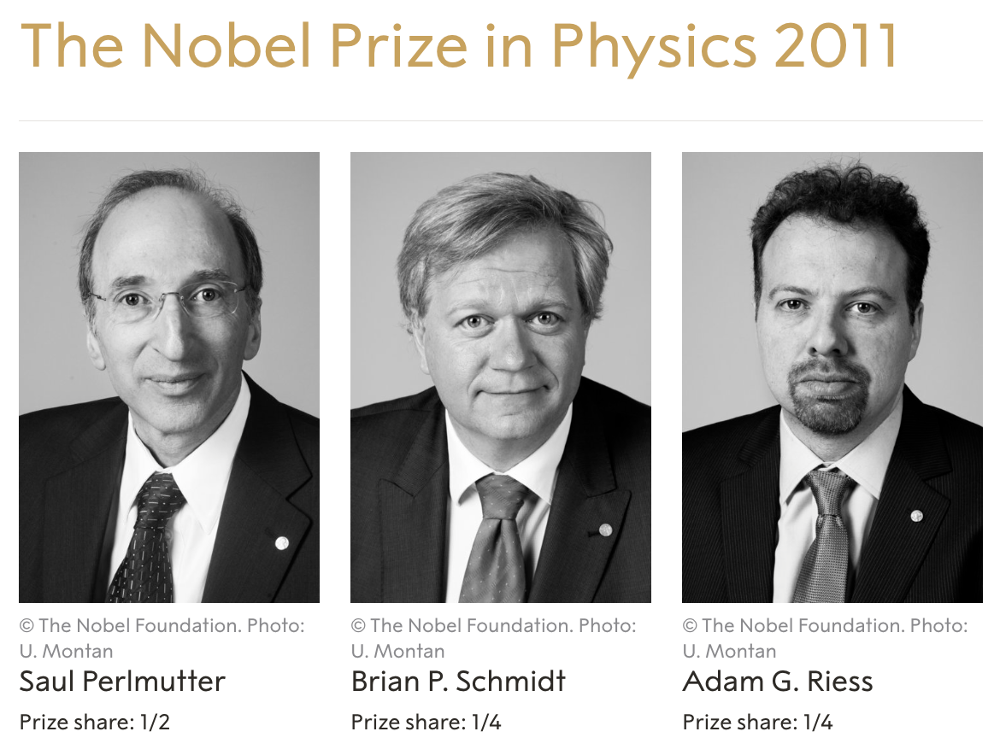 The Nobel Prize in Physics 2011
© The Nobel Foundation. Photo:
U. Montan
Saul Perlmutter
Prize share: 1/2
© The Nobel Foundation. Photo:
U. Montan
Brian P. Schmidt
Prize share: 1/4
© The Nobel Foundation. Photo:
U. Montan
Adam G. Riess
Prize share: 1/4